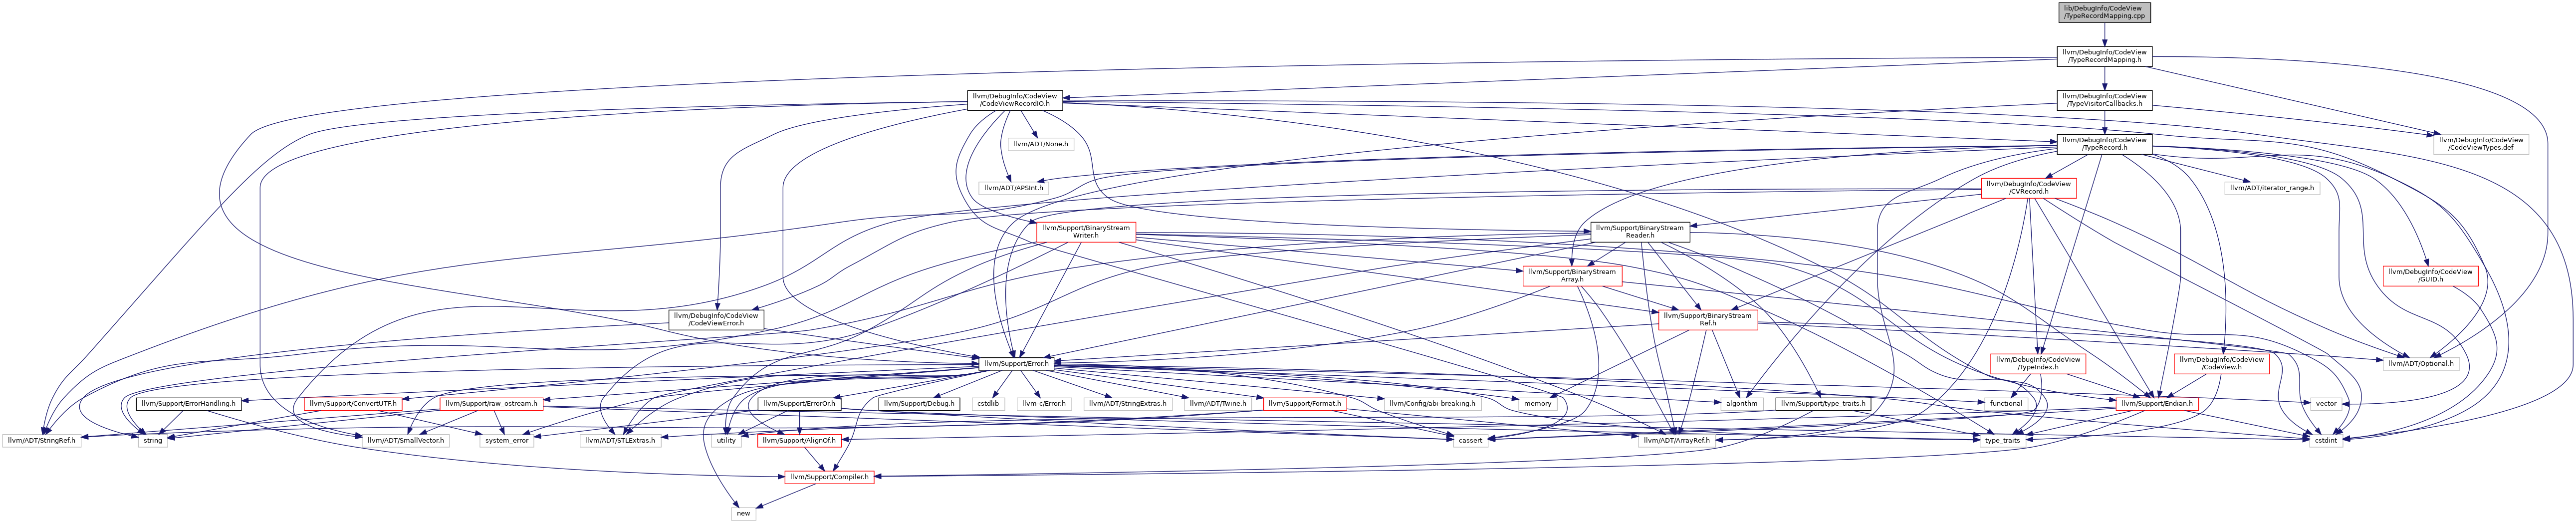 lib/DebugInfo/CodeView
/TypeRecordMapping.cpp
llvm/DebugInfo/CodeView
/TypeRecordMapping.h
llvm/DebugInfo/CodeView
/CodeViewRecordIO.h
llvm/DebugInfo/CodeView
/TypeVisitorCallbacks.h
llvm/ADT/None.h
llvm/DebugInfo/CodeView
/TypeRecord.h
llvm/DebugInfo/CodeView
/CodeViewTypes.def
llvm/ADT/APSInt.h
llvm/DebugInfo/CodeView
/CVRecord.h
llvm/ADT/iterator_range.h
llvm/Support/BinaryStream
Writer.h
llvm/Support/BinaryStream
Reader.h
llvm/Support/BinaryStream
Array.h
llvm/DebugInfo/CodeView
/GUID.h
llvm/DebugInfo/CodeView
/CodeViewError.h
llvm/Support/BinaryStream
Ref.h
llvm/Support/Error.h
llvm/DebugInfo/CodeView
/TypeIndex.h
llvm/DebugInfo/CodeView
/CodeView.h
llvm/ADT/Optional.h
llvm/Support/ErrorHandling.h
llvm/Support/ConvertUTF.h
llvm/Support/raw_ostream.h
llvm/Support/ErrorOr.h
llvm/Support/Debug.h
cstdlib
llvm-c/Error.h
llvm/ADT/StringExtras.h
llvm/ADT/Twine.h
llvm/Support/Format.h
llvm/Config/abi-breaking.h
memory
algorithm
llvm/Support/type_traits.h
functional
llvm/Support/Endian.h
vector
llvm/ADT/StringRef.h
string
llvm/ADT/SmallVector.h
system_error
llvm/ADT/STLExtras.h
utility
llvm/Support/AlignOf.h
llvm/ADT/ArrayRef.h
cassert
type_traits
cstdint
llvm/Support/Compiler.h
new